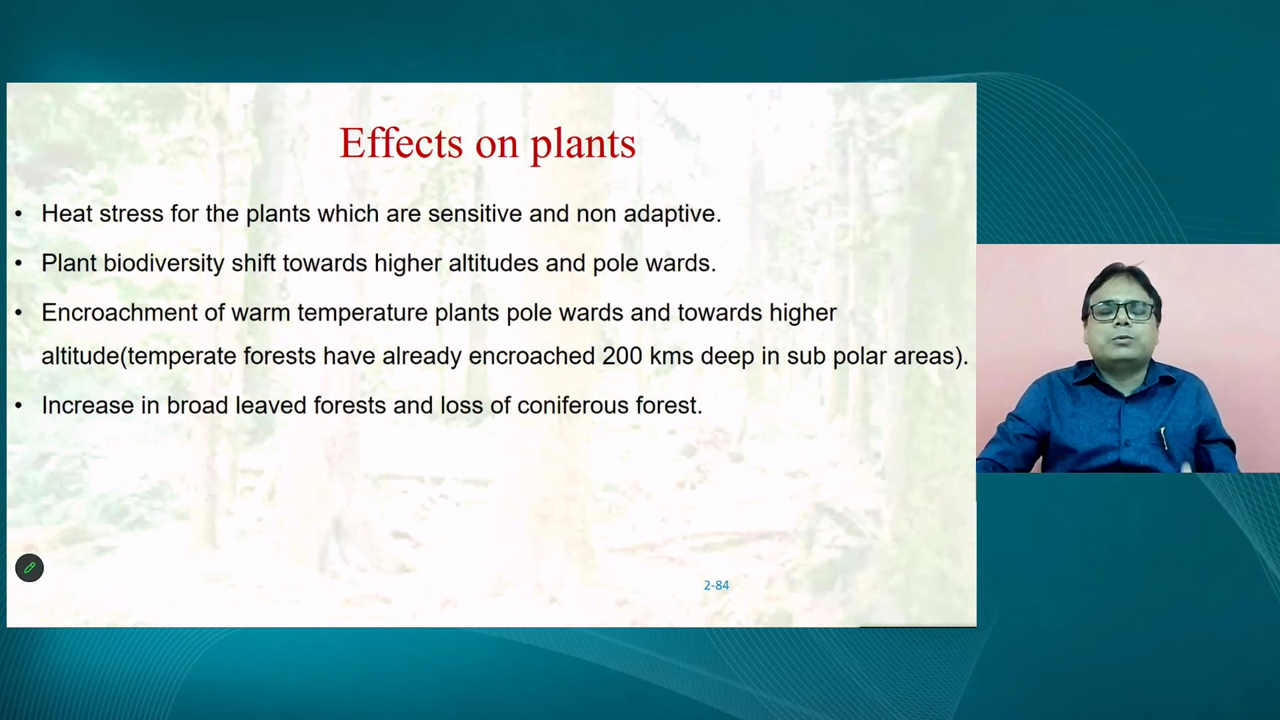 Effects on plants
• Heat stress for the plants which are sensitive and non adaptive.
• Plant biodiversity shift towards higher altitudes and pole wards.
• Encroachment of warm temperature plants pole wards and towards higher
altitude(temperate forests have already encroached 200 kms deep in sub polar areas).
• Increase in broad leaved forests and loss of coniferous forest.
2-84